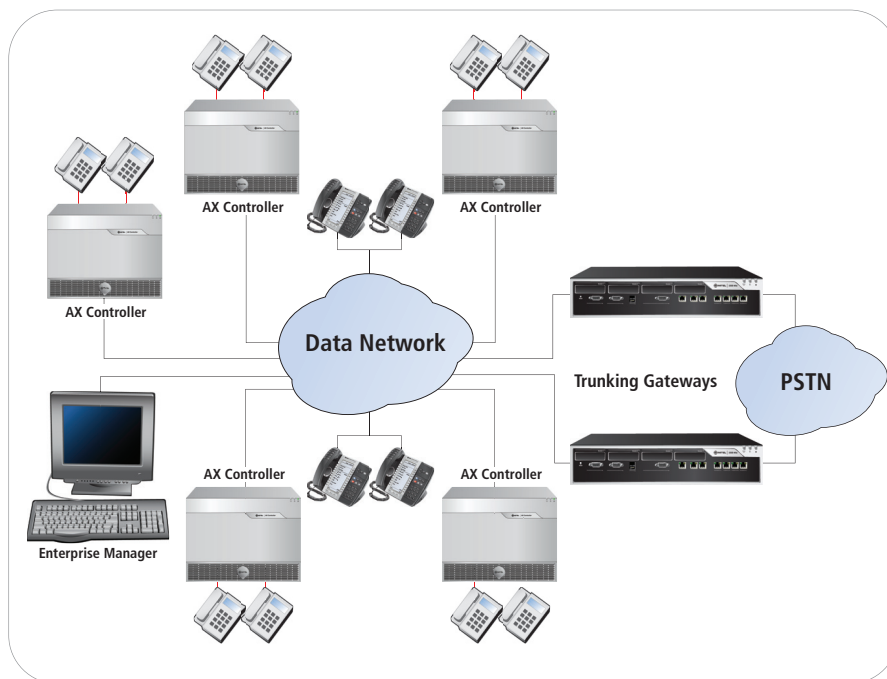 AX Controller
AX Controller
AX Controller
Data Network
Trunking Gateways
PSTN
AX Controller
AX Controller
Enterprise Manager